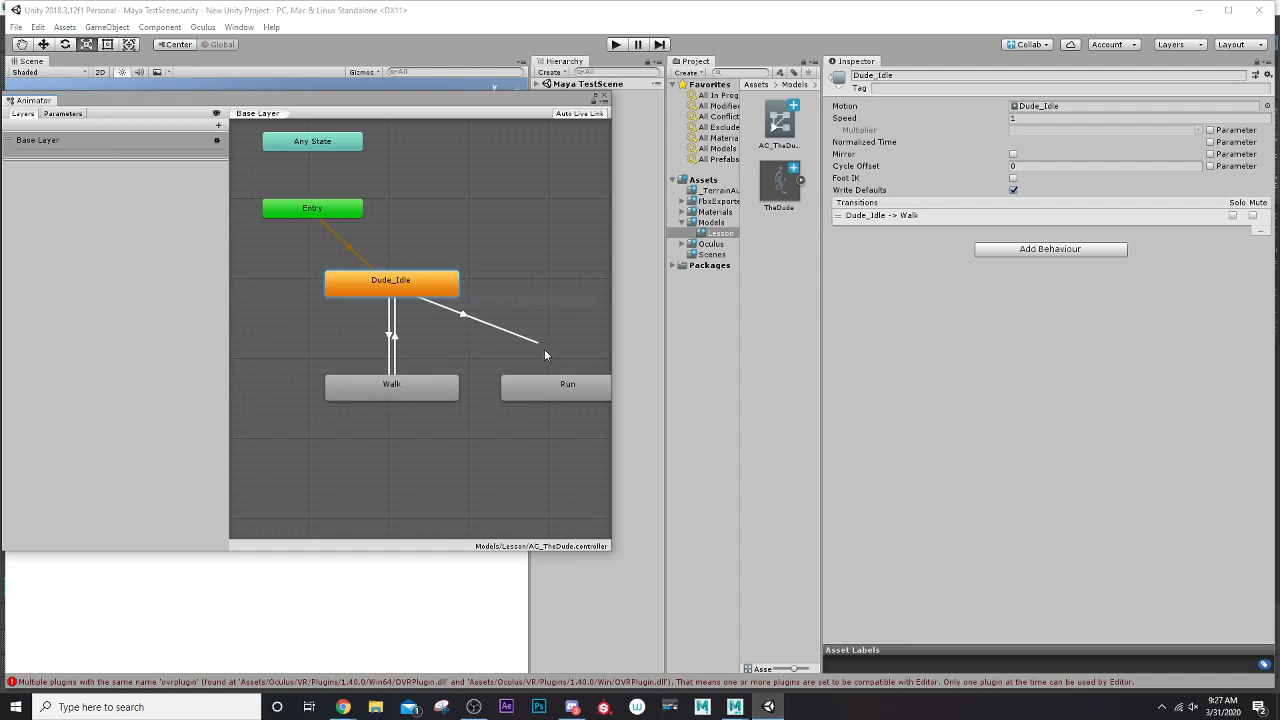 Unity 2018.3.12f1 Personal - Maya TestScene.unity - New Unity Project - PC, Mac & Linux Standalone <DX11>
File Edit Assets GameObject Component Oculus Window Help
Center Global Collab Account Layers Layout
Scene
Shaded 2D Gizmos All
Y
Hierarchy
Create All
Maya TestScene
Project
Create
Favorites
All In Prog
All Modifier
All Conflict
All Exclude
All Materia
All Models
All Prefabs
Assets
_TerrainAu
FbxExporte
Materials
Models
Lesson
Oculus
Scenes
Packages
Assets Models
AC_TheDu...
TheDude
Asse
Animator
Layers Parameters
Base Layer
Base Layer Auto Live Link
Any State
Entry
Dude_Idle
Walk
Run
Models/Lesson/AC_TheDude.controller
Inspector
Dude_Idle
Tag
Motion Dude_Idle
Speed 1
Multiplier Parameter
Normalized Time Parameter
Mirror Parameter
Cycle Offset 0 Parameter
Foot IK
Write Defaults
Transitions Solo Mute
Dude_Idle -> Walk
Add Behaviour
Asset Labels
Multiple plugins with the same name 'ovrplugin' (found at 'Assets/Oculus/VR/Plugins/1.40.0/Win64/OVRPlugin.dll' and 'Assets/Oculus/VR/Plugins/1.40.0/Win/OVRPlugin.dll'). That means one or more plugins are set to be compatible with Editor. Only one plugin at the time can be used by Editor.
Type here to search
Ae Ps
9:27 AM
3/31/2020